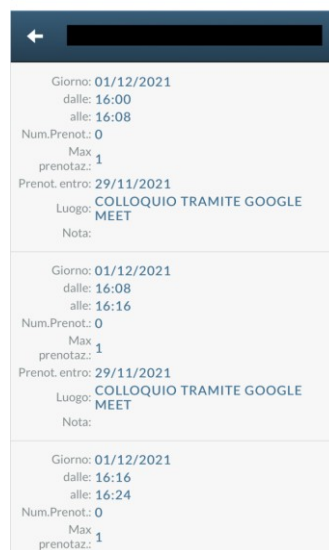 Giorno: 01/12/2021
dalle: 16:00
alle: 16:08
Num.Prenot.: 0
Max
prenotaz.: 1
Prenot. entro: 29/11/2021
Luogo: COLLOQUIO TRAMITE GOOGLE
MEET
Nota:
Giorno: 01/12/2021
dalle: 16:08
alle: 16:16
Num.Prenot.: 0
Max
prenotaz.: 1
Prenot. entro: 29/11/2021
Luogo: COLLOQUIO TRAMITE GOOGLE
MEET
Nota:
Giorno: 01/12/2021
dalle: 16:16
alle: 16:24
Num.Prenot.: 0
Max
prenotaz.: 1